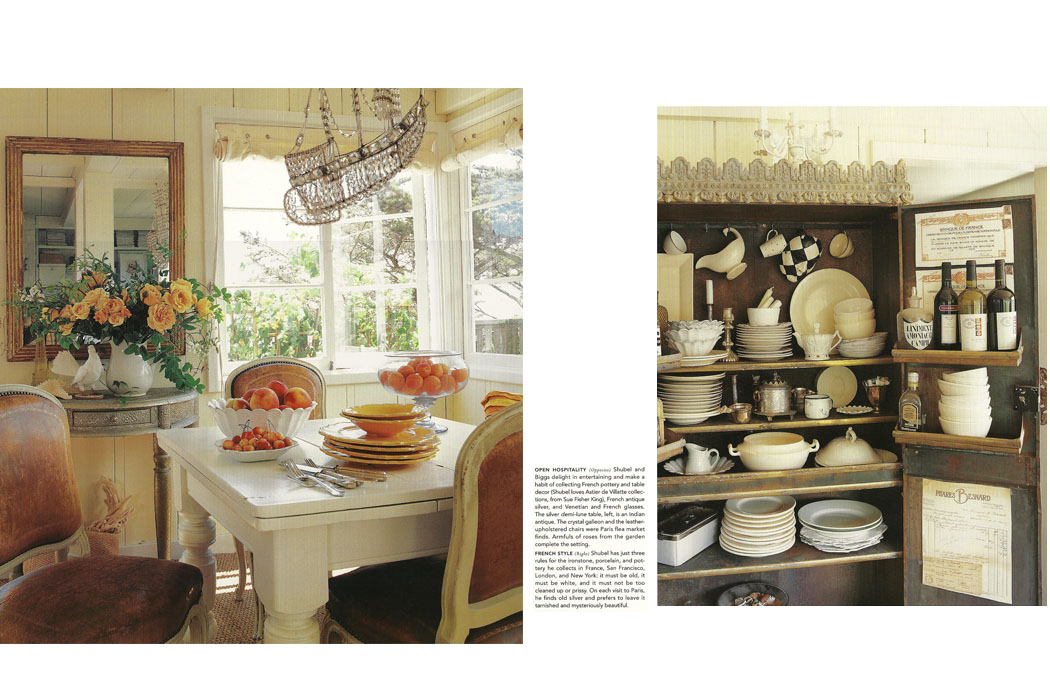 OPEN HOSPITALITY (Opposite) Shubel and
Biggs delight in entertaining and make a
habit of collecting French pottery and table
decor (Shubel loves Astier de Villatte collec-
tions, from Sue Fisher King), French antique
silver, and Venetian and French glasses.
The silver demi-lune table, left, is an Indian
antique. The crystal galleon and the leather-
upholstered chairs were Paris flea market
finds. Armfuls of roses from the garden
complete the setting.
FRENCH STYLE (Right) Shubel has just three
rules for the ironstone, porcelain, and pot-
tery he collects in France, San Francisco,
London, and New York: it must be old, it
must be white, and it must not be too
cleaned up or prissy. On each visit to Paris,
he finds old silver and prefers to leave it
tarnished and mysteriously beautiful.
BANQUE DE FRANCE
LINIMENT
AMONIAC
CAMPH
PHARES BESNARD